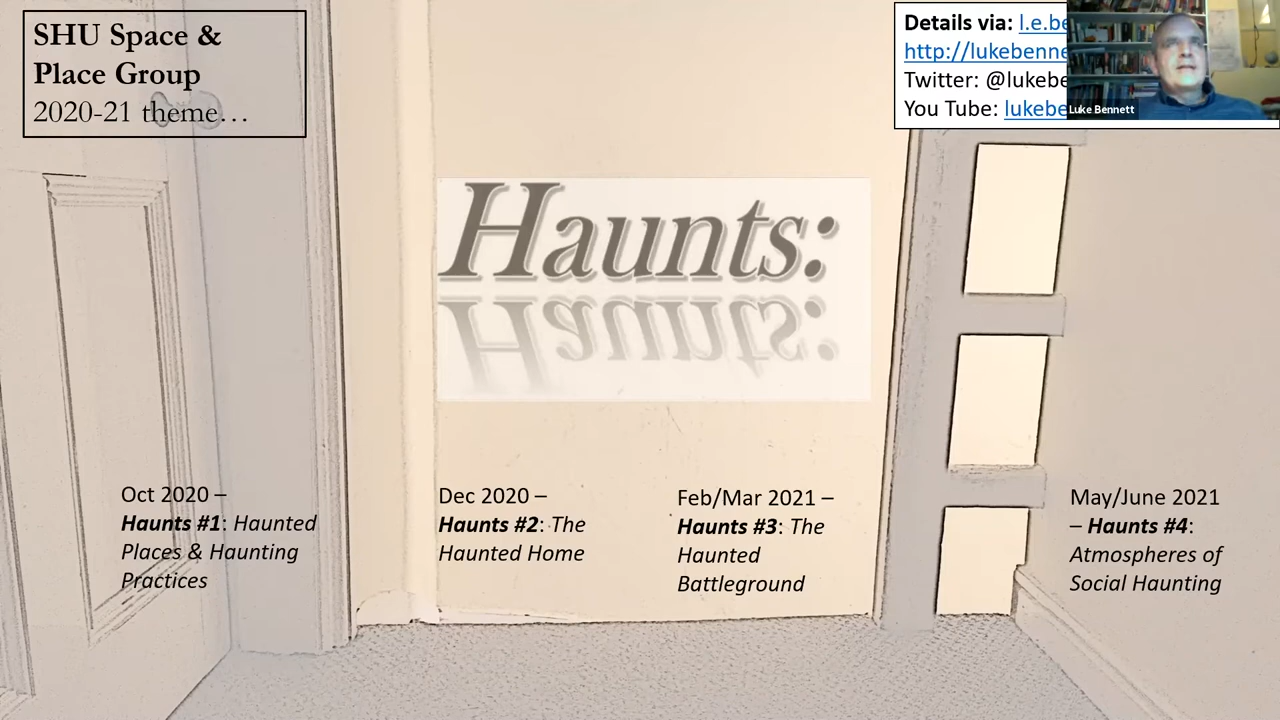 SHU Space &
Place Group
2020-21 theme…
Details via: l.e.be
http://lukebenne
Twitter: @lukebe
You Tube: lukebe
Luke Bennett
Haunts:
Haunts:
Oct 2020 –
Haunts #1: Haunted
Places & Haunting
Practices
Dec 2020 –
Haunts #2: The
Haunted Home
Feb/Mar 2021 –
Haunts #3: The
Haunted
Battleground
May/June 2021
– Haunts #4:
Atmospheres of
Social Haunting